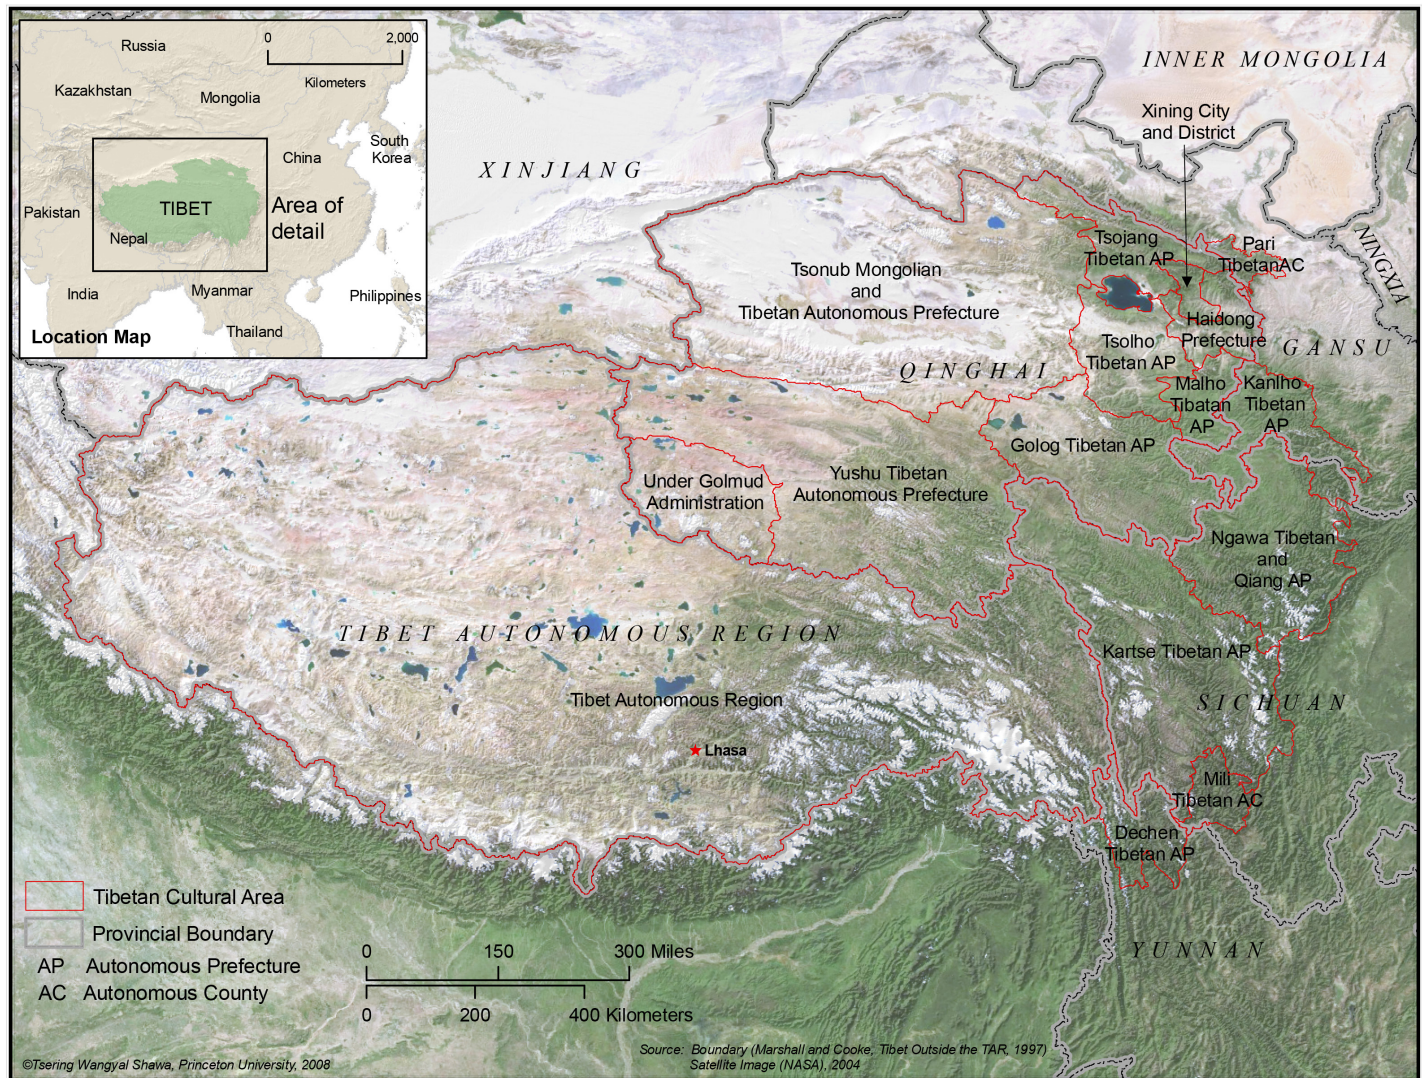 Russia
0
2,000
Kilometers
Kazakhstan
Mongolia
South
Korea
China
Pakistan
TIBET
Area of
detail
Nepal
India
Myanmar
Philippines
Thailand
Location Map
INNER MONGOLIA
Xining City
and District
XINJIANG
NINGXIA
Tsojang
Tibetan AP
Pari
TibetanAC
Tsonub Mongolian
and
Tibetan Autonomous Prefecture
Haidong
Prefecture
Tsolho
Tibetan AP
GANSU
QINGHAI
Malho
Tibatan
AP
Kanlho
Tibetan
AP
Golog Tibetan AP
Under Golmud
Administration
Yushu Tibetan
Autonomous Prefecture
Ngawa Tibetan
and
Qiang AP
TIBET AUTONOMOUS REGION
Kartse Tibetan AP
Tibet Autonomous Region
SICHUAN
Lhasa
Mili
Tibetan AC
Dechen
Tibetan AP
YUNNAN
Tibetan Cultural Area
Provincial Boundary
AP Autonomous Prefecture
AC Autonomous County
0 150 300 Miles
0 200 400 Kilometers
©Tsering Wangyal Shawa, Princeton University, 2008
Source: Boundary (Marshall and Cooke, Tibet Outside the TAR, 1997)
Satellite Image (NASA), 2004